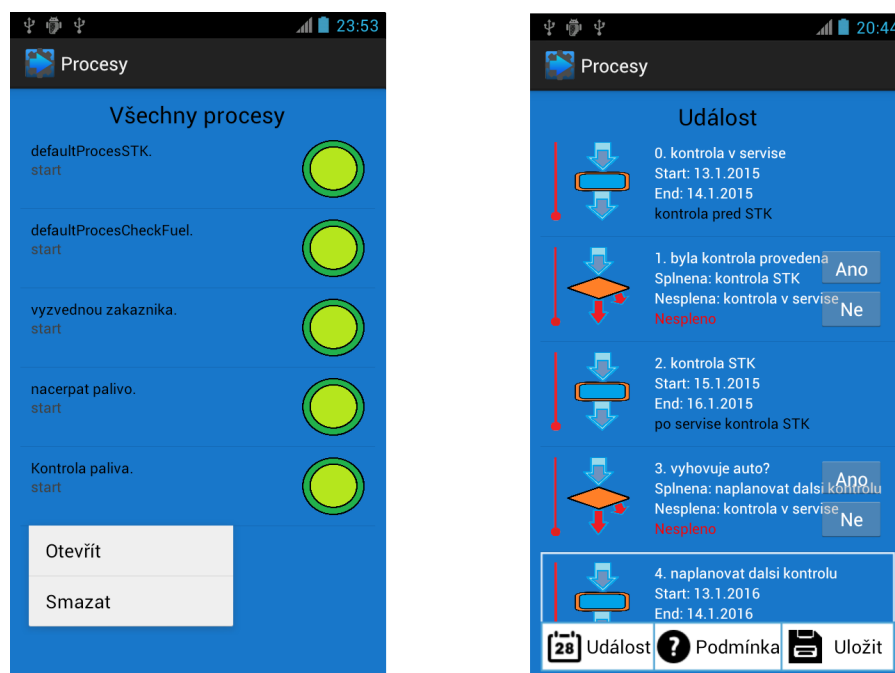 23:53
Procesy
Všechny procesy
defaultProcesSTK.
start
defaultProcesCheckFuel.
start
vyzvednou zakaznika.
start
nacerpat palivo.
start
Kontrola paliva.
start
Otevřít
Smazat
20:44
Procesy
Událost
0. kontrola v servise
Start: 13.1.2015
End: 14.1.2015
kontrola pred STK
1. byla kontrola provedena
Splnena: kontrola STK
Nesplena: kontrola v servise
Nespleno
Ano
Ne
2. kontrola STK
Start: 15.1.2015
End: 16.1.2015
po servise kontrola STK
3. vyhovuje auto?
Splnena: naplanovat dalsi kontrolu
Nesplena: kontrola v servise
Nespleno
Ano
Ne
4. naplanovat dalsi kontrolu
Start: 13.1.2016
End: 14.1.2016
28 Událost
? Podmínka
Uložit